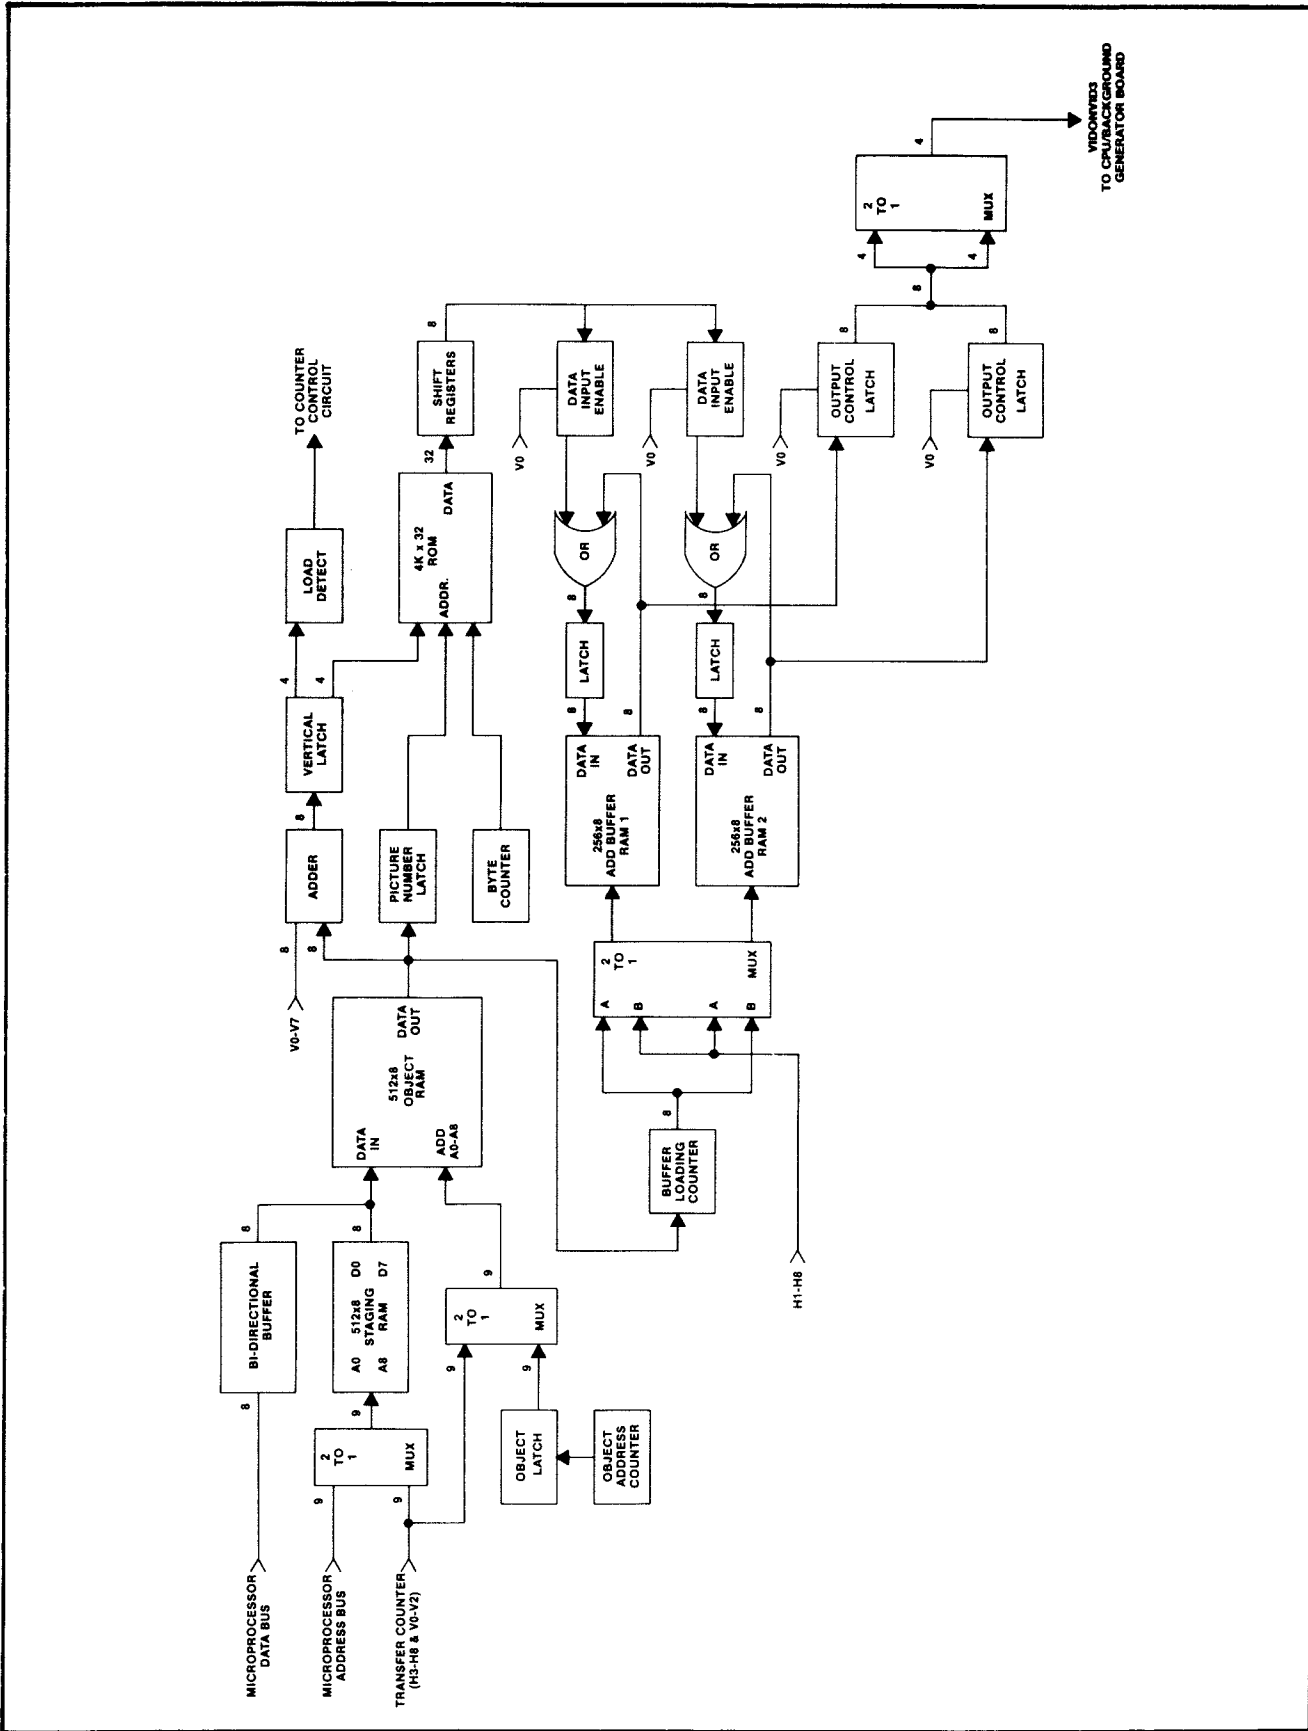 MICROPROCESSOR
DATA BUS
8
BI-DIRECTIONAL
BUFFER
8
MICROPROCESSOR
ADDRESS BUS
9
TRANSFER COUNTER
(H3-H8 & V0-V2)
9
2
TO
1
MUX
9
A0
A8
512x8
STAGING
RAM
D0
D7
8
OBJECT
LATCH
OBJECT
ADDRESS
COUNTER
9
9
2
TO
1
MUX
9
DATA
IN
ADD
A0-A8
512x8
OBJECT
RAM
DATA
OUT
V0-V7
8
8
ADDER
8
VERTICAL
LATCH
4
4
LOAD
DETECT
TO COUNTER
CONTROL
CIRCUIT
PICTURE
NUMBER
LATCH
BYTE
COUNTER
ADDR.
4K x 32
ROM
DATA
32
SHIFT
REGISTERS
8
H1-H8
BUFFER
LOADING
COUNTER
8
A
B
A
B
2
TO
1
MUX
256x8
ADD BUFFER
RAM 1
DATA
IN
DATA
OUT
8
8
LATCH
8
OR
V0
DATA
INPUT
ENABLE
256x8
ADD BUFFER
RAM 2
DATA
IN
DATA
OUT
8
8
LATCH
8
OR
V0
DATA
INPUT
ENABLE
V0
OUTPUT
CONTROL
LATCH
8
V0
OUTPUT
CONTROL
LATCH
8
8
4
4
2
TO
1
MUX
4
TO CPU/BACKGROUND
GENERATOR BOARD